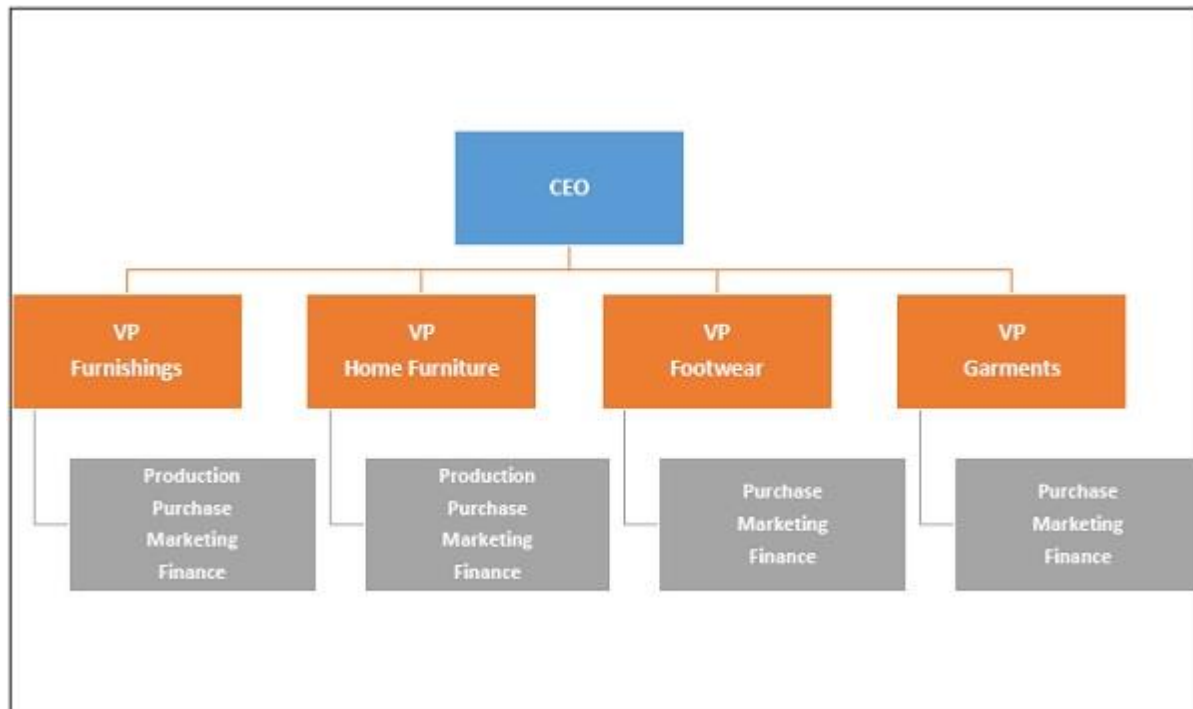 CEO
VP
Furnishings
VP
Home Furniture
VP
Footwear
VP
Garments
Production
Purchase
Marketing
Finance
Production
Purchase
Marketing
Finance
Purchase
Marketing
Finance
Purchase
Marketing
Finance